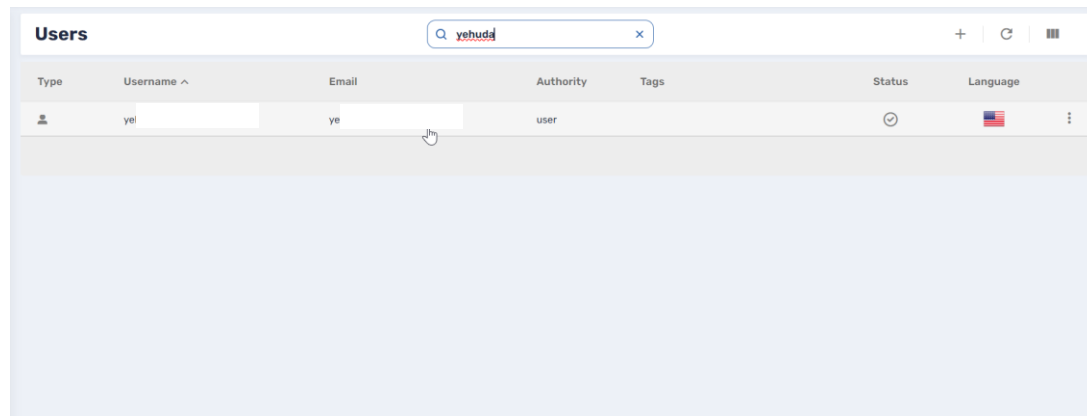 Users yehuda
Type Username Email Authority Tags Status Language
ye ye user